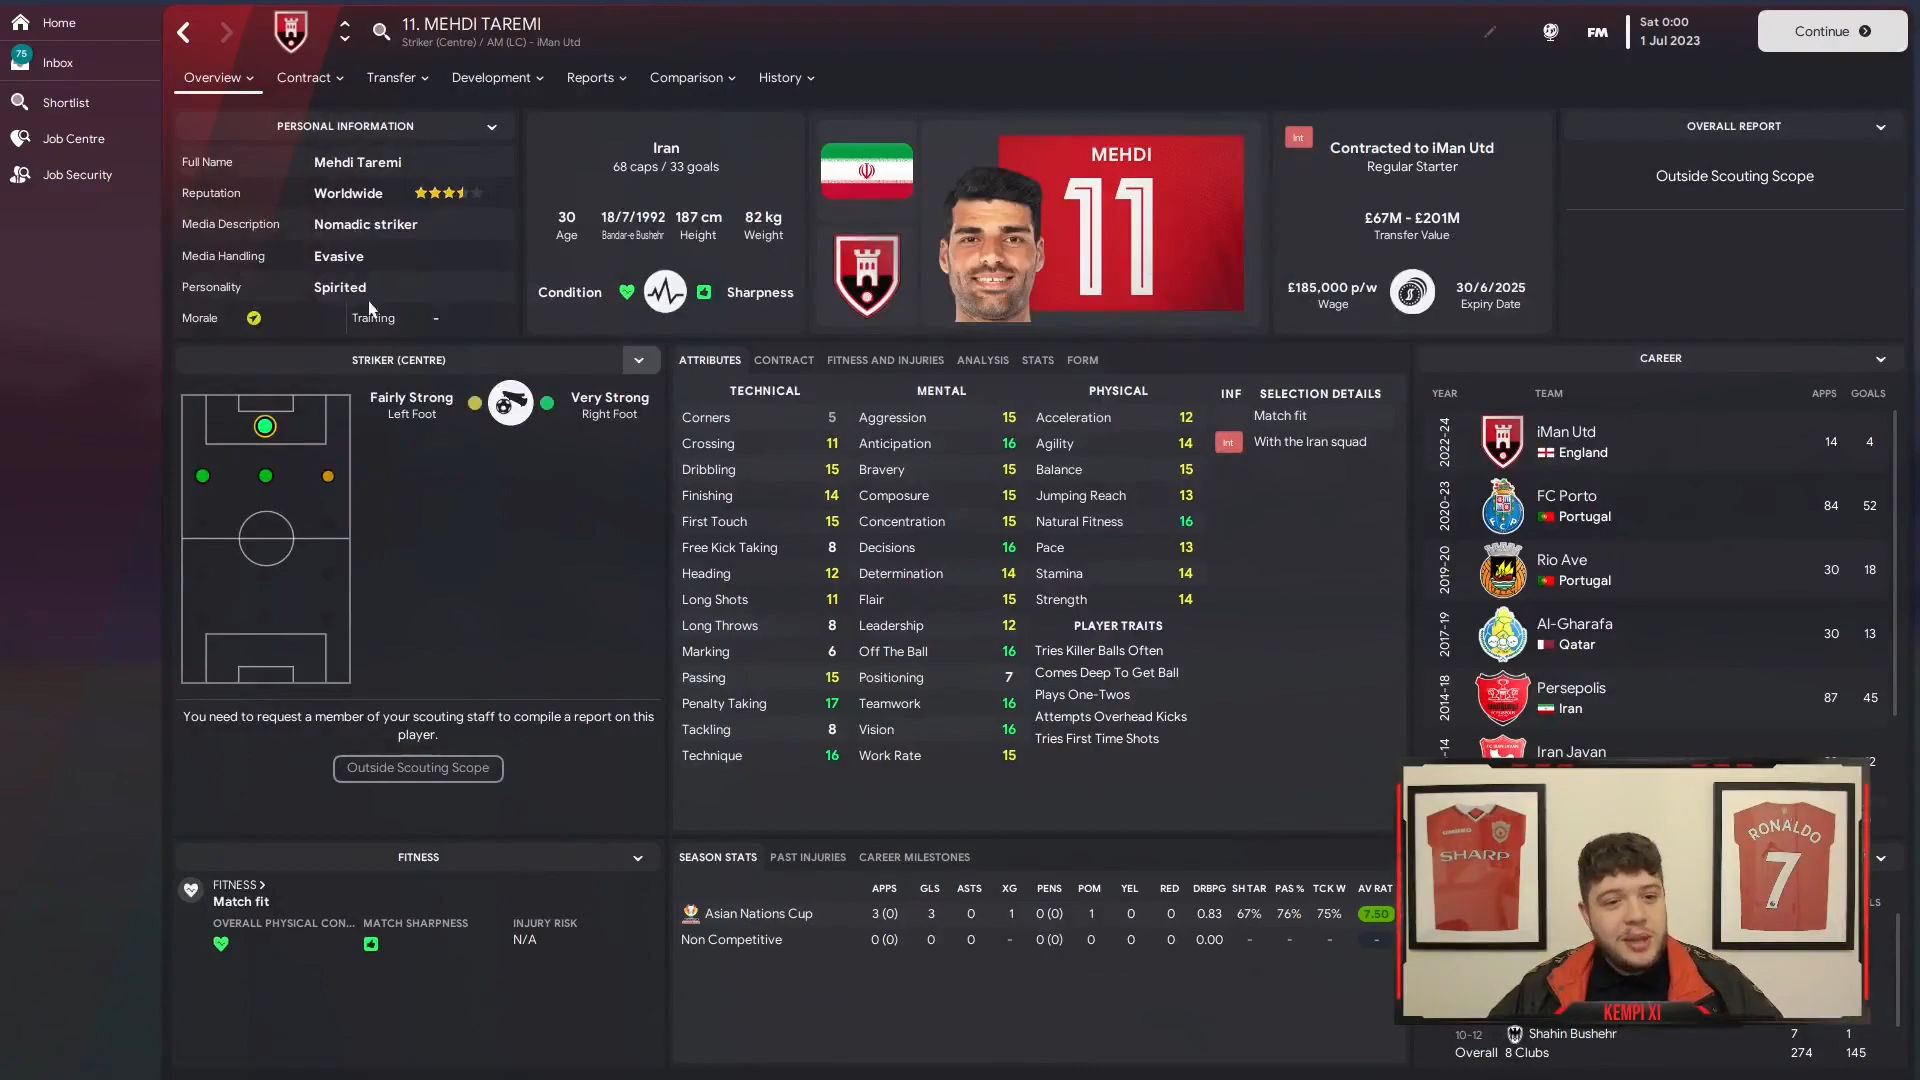 Home
75
Inbox
Shortlist
Job Centre
Job Security
11. MEHDI TAREMI
Striker (Centre) / AM (LC) - iMan Utd
FM
Sat 0:00
1 Jul 2023
Continue
Overview
Contract
Transfer
Development
Reports
Comparison
History
PERSONAL INFORMATION
Full Name Mehdi Taremi
Reputation Worldwide
Media Description Nomadic striker
Media Handling Evasive
Personality Spirited
Morale Training -
Iran
68 caps / 33 goals
30 18/7/1992 187 cm 82 kg
Age Bandar-e Bushehr Height Weight
Condition Sharpness
MEHDI
11
Int
Contracted to iMan Utd
Regular Starter
£67M - £201M
Transfer Value
£185,000 p/w 30/6/2025
Wage Expiry Date
OVERALL REPORT
Outside Scouting Scope
STRIKER (CENTRE)
Fairly Strong Very Strong
Left Foot Right Foot
You need to request a member of your scouting staff to compile a report on this
player.
Outside Scouting Scope
ATTRIBUTES CONTRACT FITNESS AND INJURIES ANALYSIS STATS FORM
TECHNICAL
Corners 5
Crossing 11
Dribbling 15
Finishing 14
First Touch 15
Free Kick Taking 8
Heading 12
Long Shots 11
Long Throws 8
Marking 6
Passing 15
Penalty Taking 17
Tackling 8
Technique 16
MENTAL
Aggression 15
Anticipation 16
Bravery 15
Composure 15
Concentration 15
Decisions 16
Determination 14
Flair 15
Leadership 12
Off The Ball 16
Positioning 7
Teamwork 16
Vision 16
Work Rate 15
PHYSICAL
Acceleration 12
Agility 14
Balance 15
Jumping Reach 13
Natural Fitness 16
Pace 13
Stamina 14
Strength 14
PLAYER TRAITS
Tries Killer Balls Often
Comes Deep To Get Ball
Plays One-Twos
Attempts Overhead Kicks
Tries First Time Shots
INF SELECTION DETAILS
Match fit
Int With the Iran squad
CAREER
YEAR TEAM APPS GOALS
2022-24 iMan Utd England 14 4
2020-23 FC Porto Portugal 84 52
2019-20 Rio Ave Portugal 30 18
2017-19 Al-Gharafa Qatar 30 13
2014-18 Persepolis Iran 87 45
-14 Iran Javan
2
FITNESS
FITNESS
Match fit
OVERALL PHYSICAL CON... MATCH SHARPNESS INJURY RISK
N/A
SEASON STATS PAST INJURIES CAREER MILESTONES
APPS GLS ASTS XG PENS POM YEL RED DRBPG SH TAR PAS % TCK W AV RAT
Asian Nations Cup 3 (0) 3 0 1 0 (0) 1 0 0 0.83 67% 76% 75% 7.50
Non Competitive 0 (0) 0 0 - 0 (0) 0 0 0 0.00 - - - -
UMBRO
SHARP
RONALDO
7
LS
KEMPI XI
10-12 Shahin Bushehr 7 1
Overall 8 Clubs 274 145